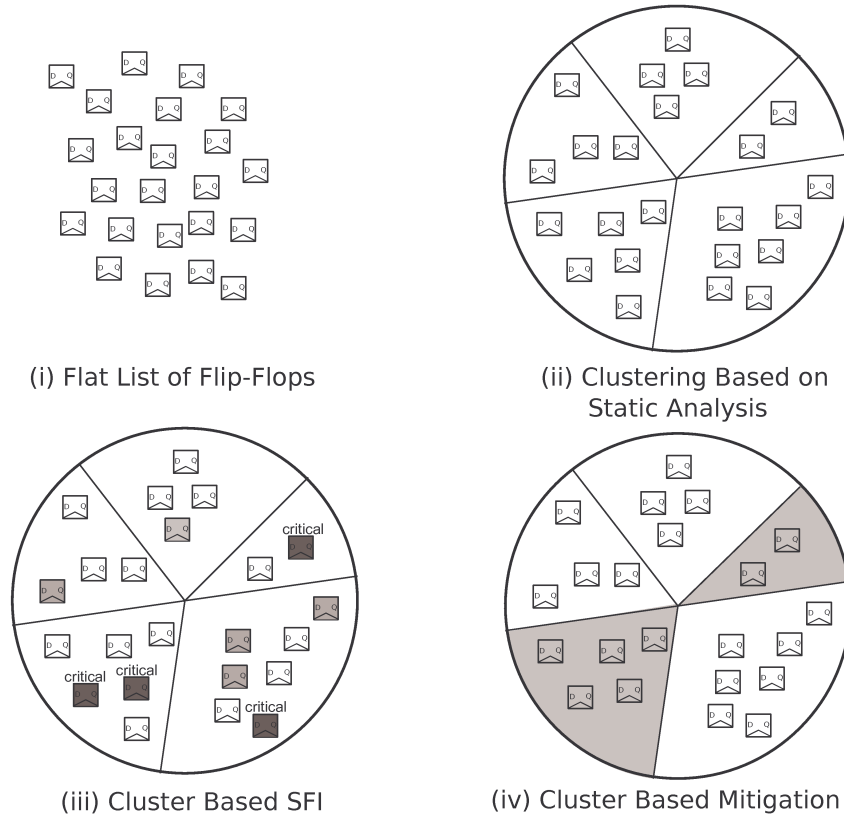 (i) Flat List of Flip-Flops
(ii) Clustering Based on
Static Analysis
critical
critical
critical
critical
(iii) Cluster Based SFI
(iv) Cluster Based Mitigation